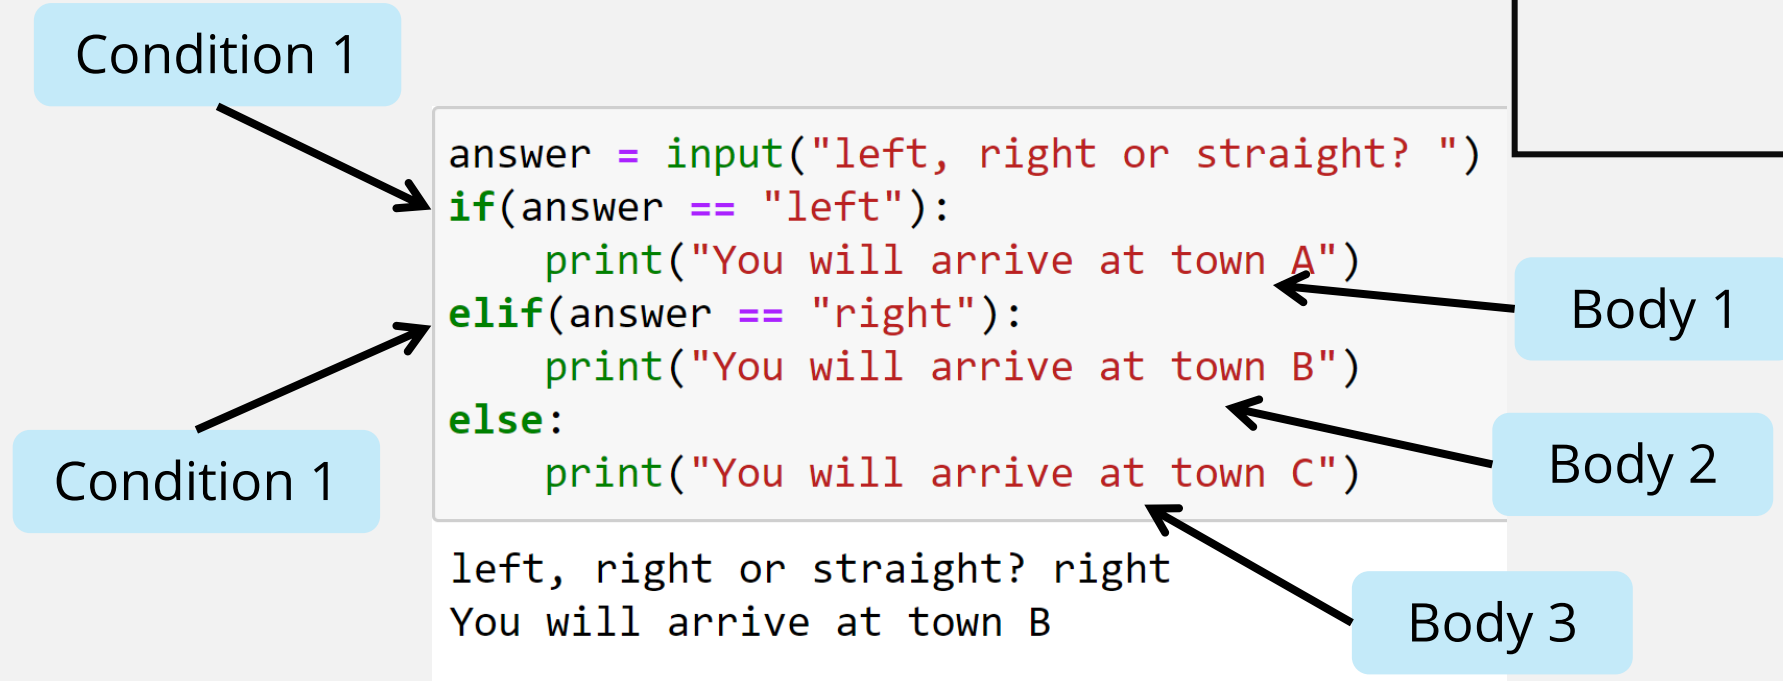 Condition 1
answer = input("left, right or straight? ")
if(answer == "left"):
    print("You will arrive at town A")
elif(answer == "right"):
    print("You will arrive at town B")
else:
    print("You will arrive at town C")
Condition 1
Body 1
Body 2
Body 3
left, right or straight? right
You will arrive at town B